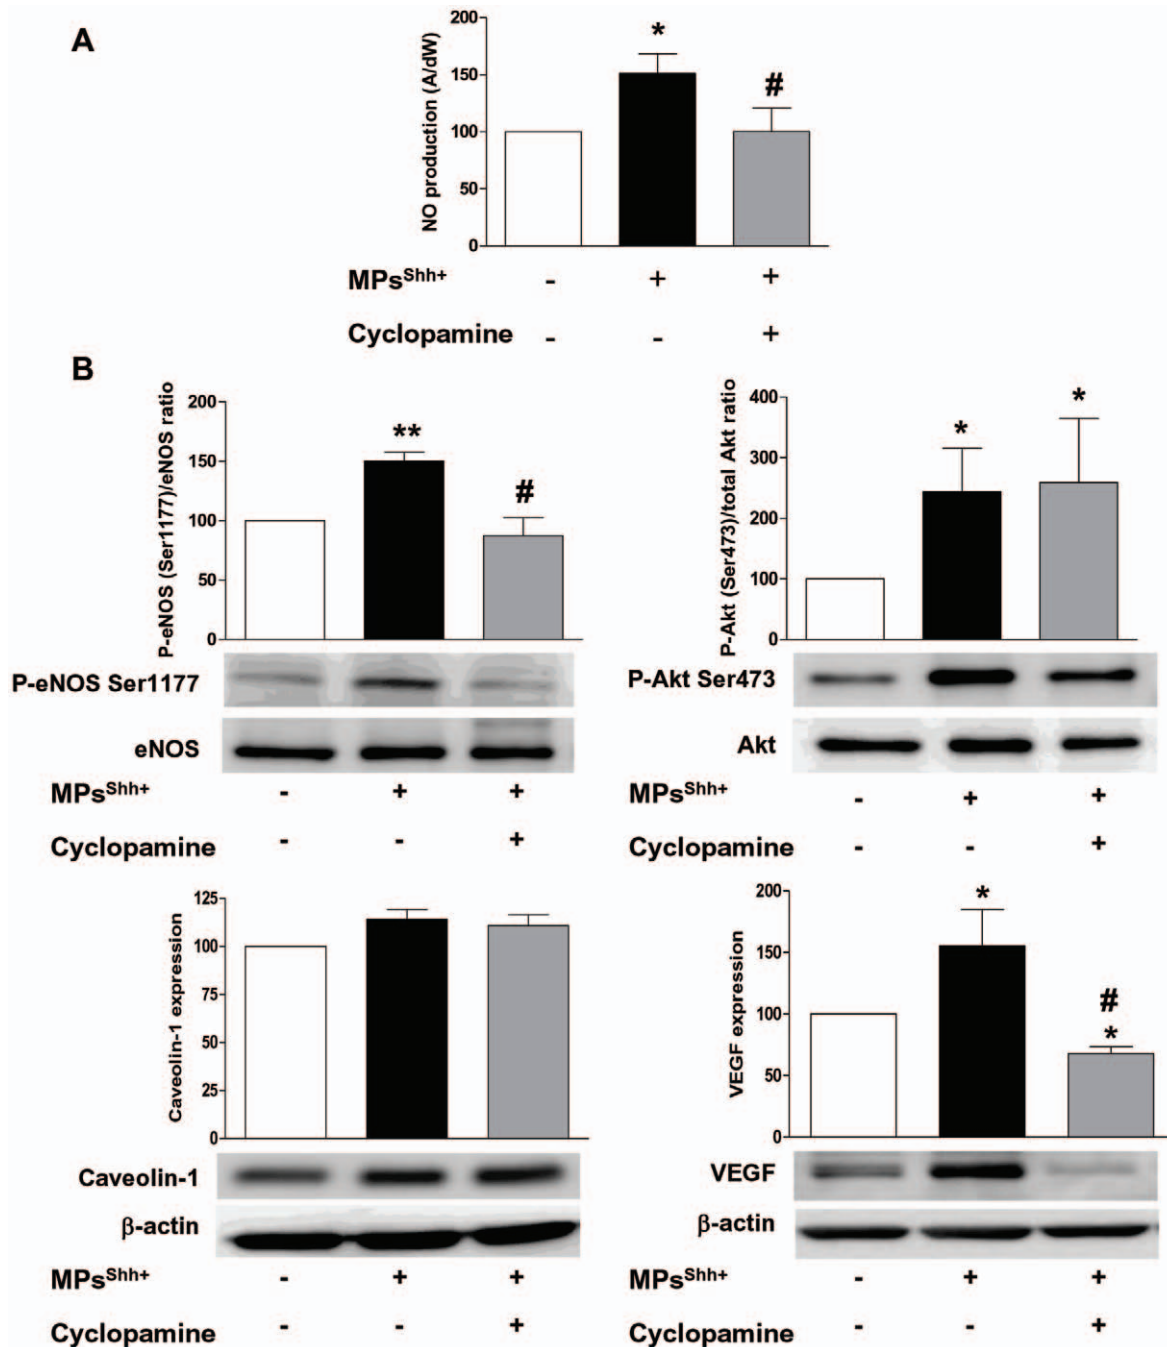 A
NO production (A/dW)
200
150
100
50
0
*
#
MPsShh+ - + +
Cyclopamine - - +
B
P-eNOS (Ser1177)/eNOS ratio
200
150
100
50
0
**
#
P-eNOS Ser1177
eNOS
MPsShh+ - + +
Cyclopamine - - +
P-Akt (Ser473)/total Akt ratio
400
300
200
100
0
*
*
P-Akt Ser473
Akt
MPsShh+ - + +
Cyclopamine - - +
Caveolin-1 expression
125
100
75
50
25
0
Caveolin-1
β-actin
MPsShh+ - + +
Cyclopamine - - +
VEGF expression
200
150
100
50
0
*
#
*
VEGF
β-actin
MPsShh+ - + +
Cyclopamine - - +